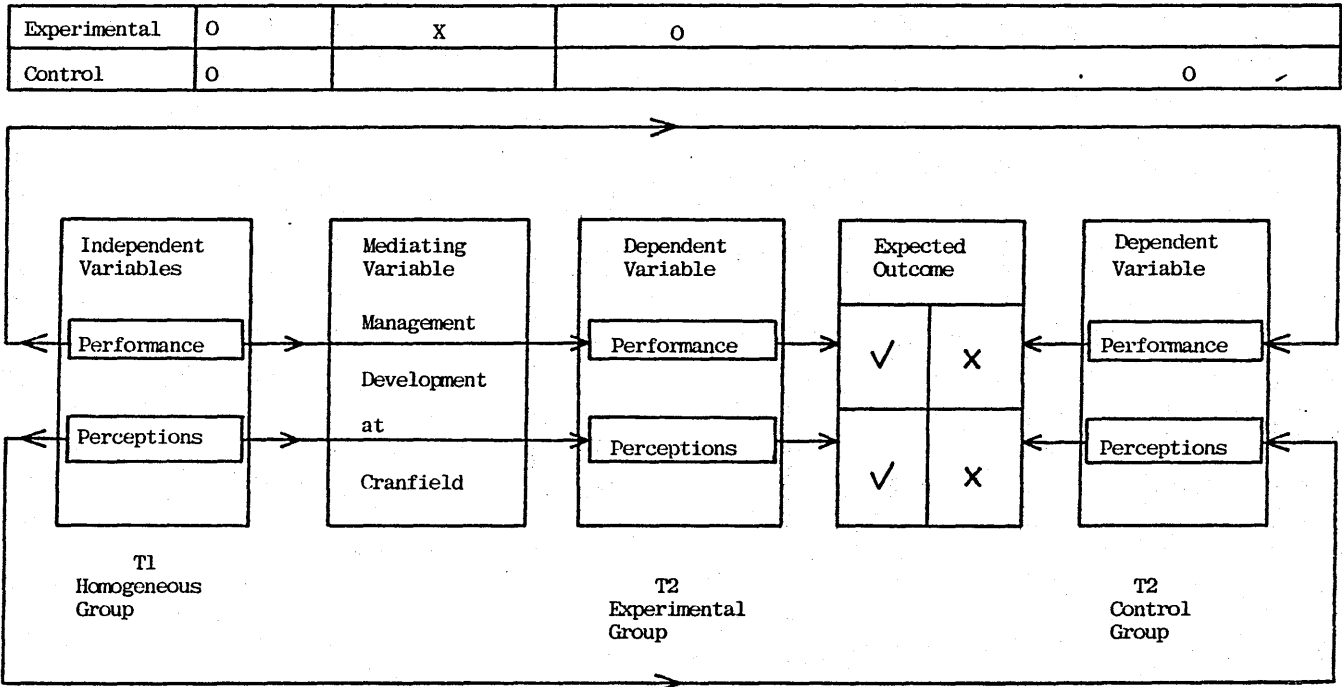 Experimental O X O
Control O O
Independent
Variables
Performance
Perceptions
Mediating
Variable
Management
Development
at
Cranfield
Dependent
Variable
Performance
Perceptions
Expected
Outcome
✓ X
✓ X
Dependent
Variable
Performance
Perceptions
T1
Homogeneous
Group
T2
Experimental
Group
T2
Control
Group